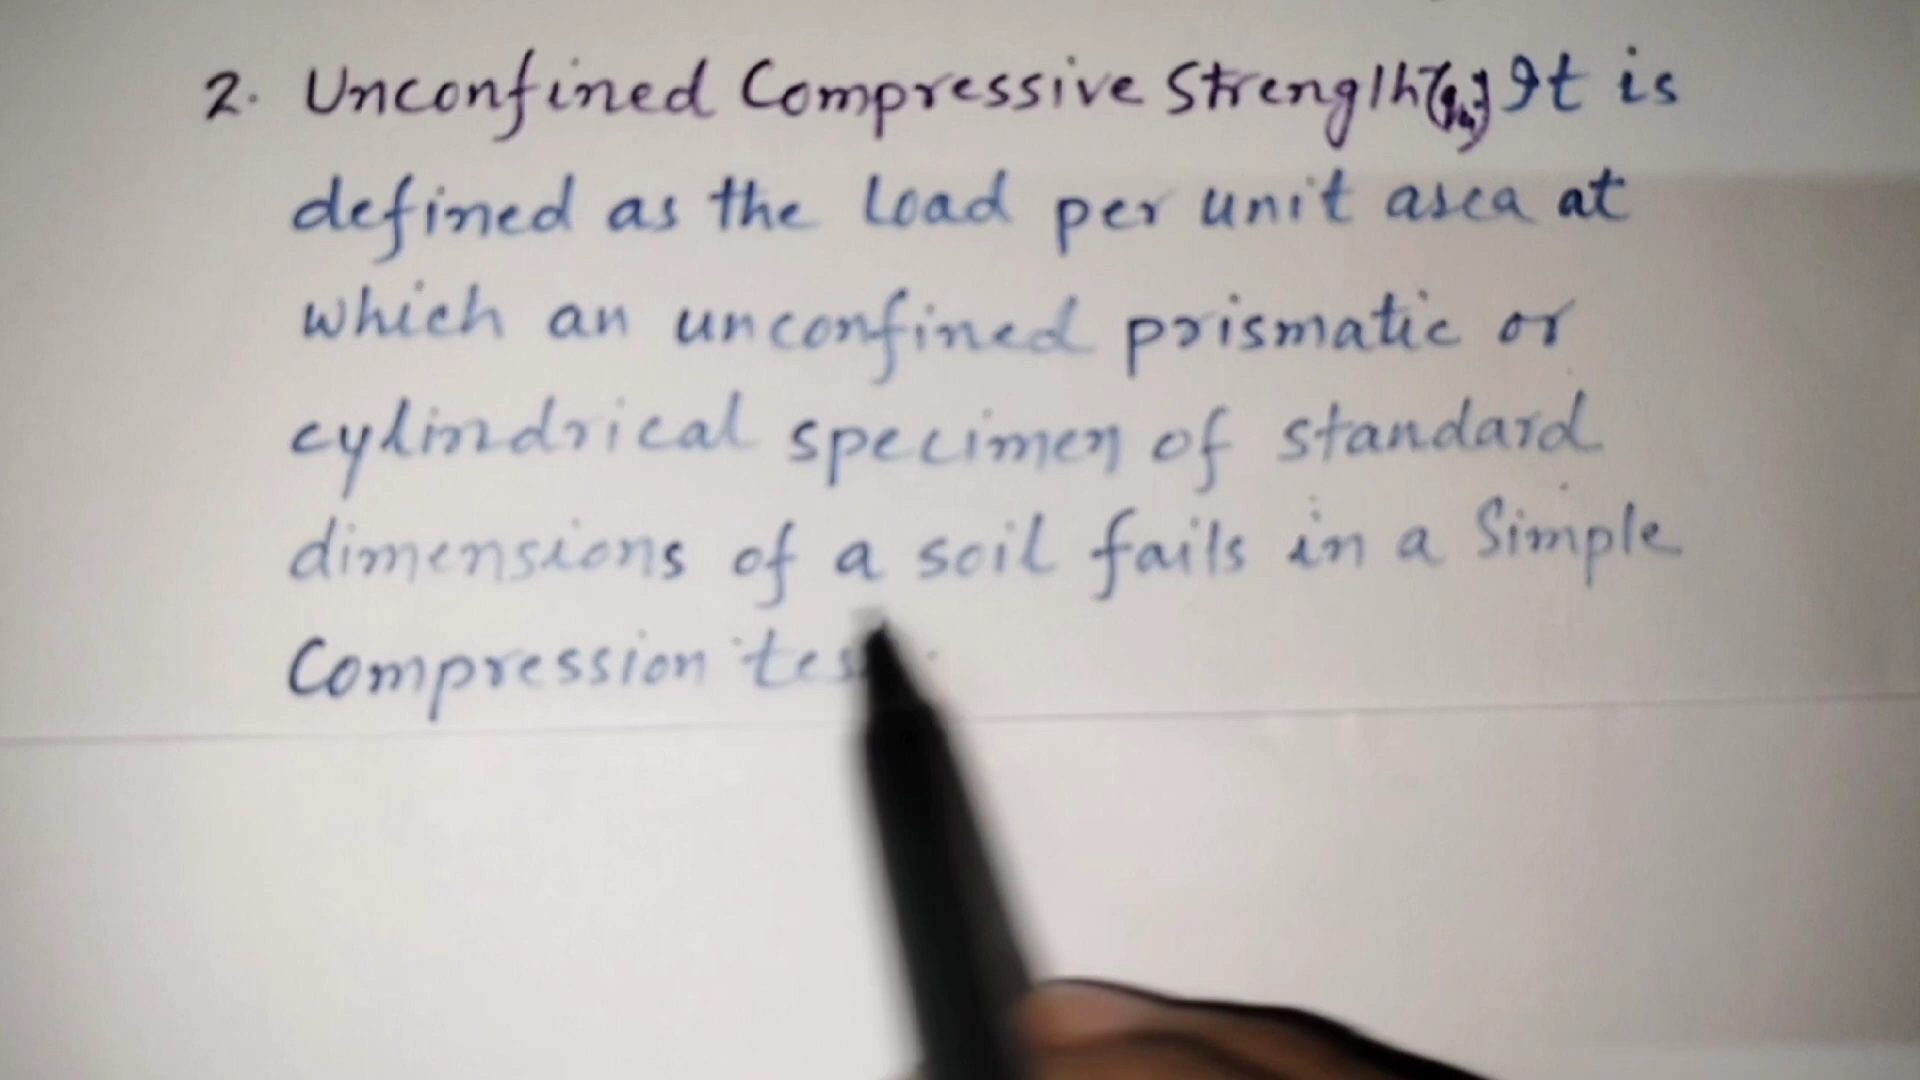 2. Unconfined Compressive Strength(qu): It is
defined as the load per unit area at
which an unconfined prismatic or
cylindrical specimen of standard
dimensions of a soil fails in a Simple
Compression